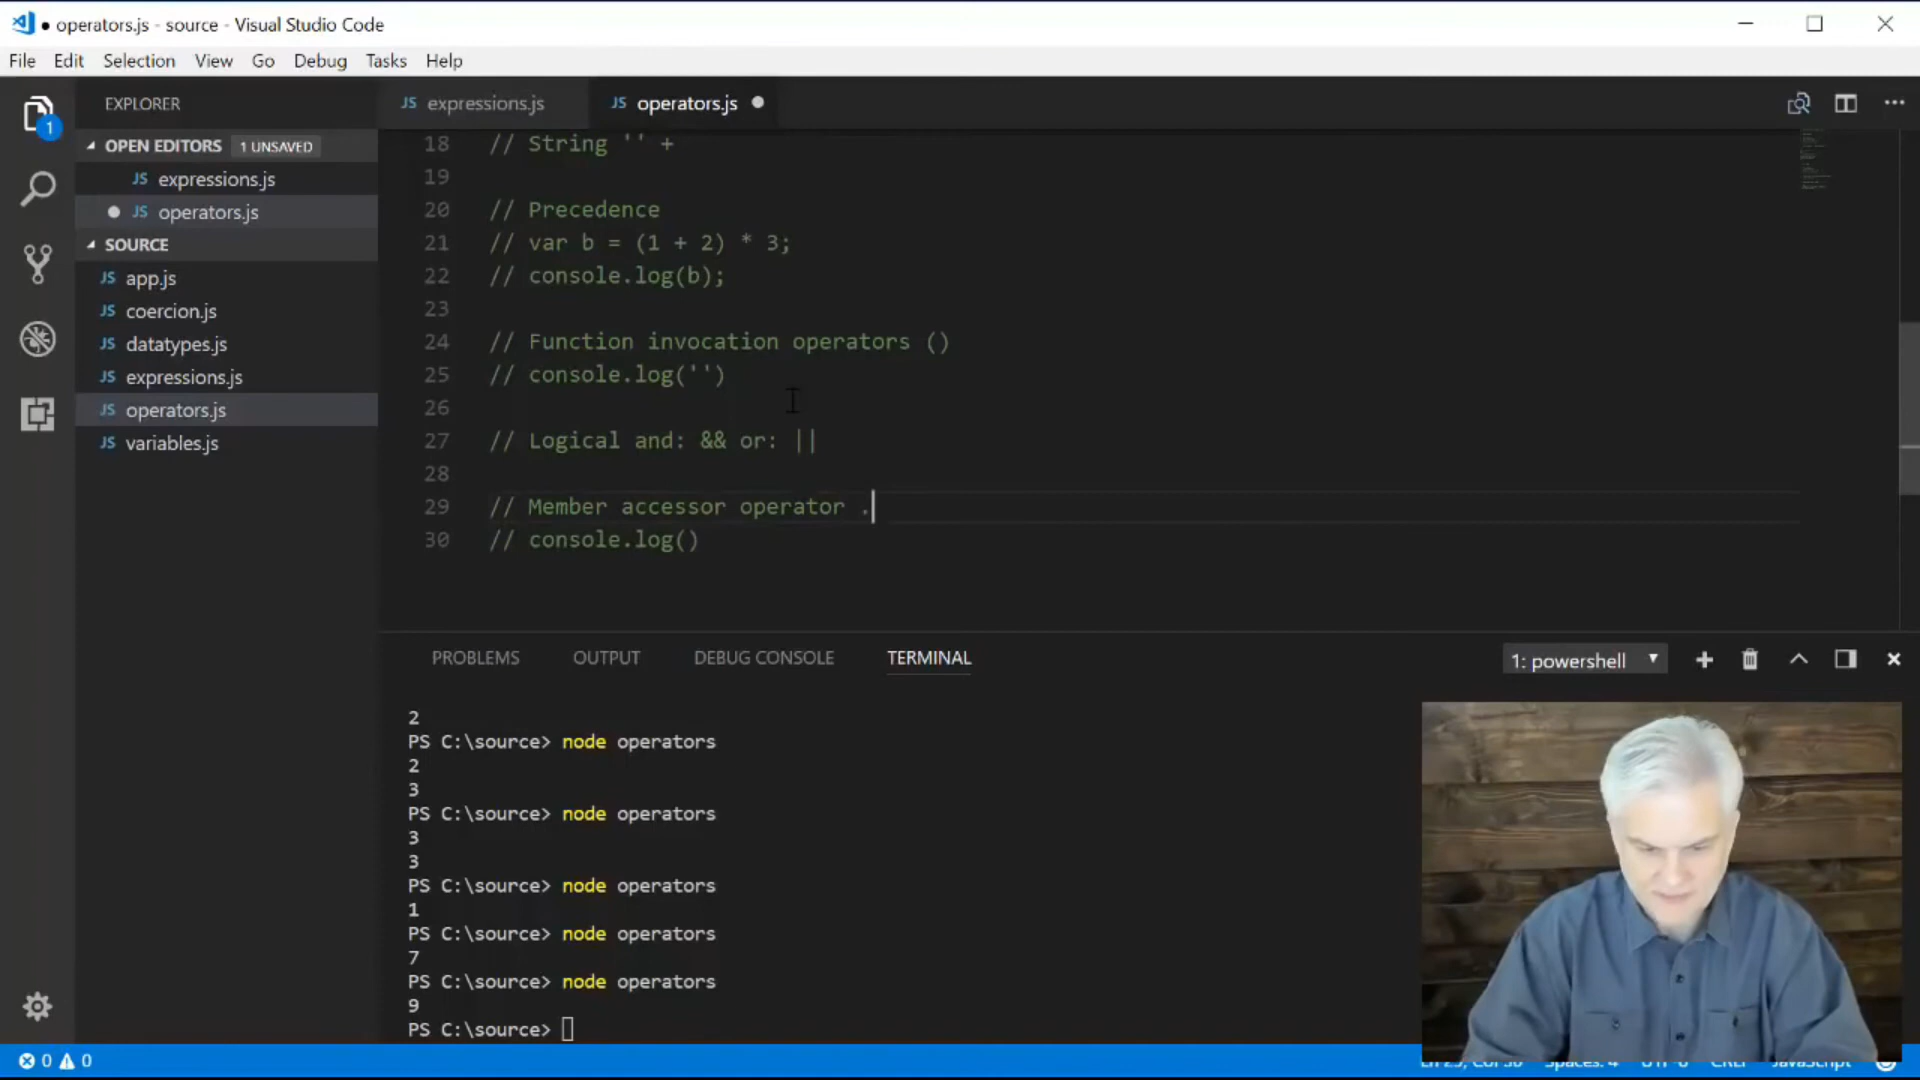 ● operators.js - source - Visual Studio Code
File Edit Selection View Go Debug Tasks Help
EXPLORER
1
OPEN EDITORS 1 UNSAVED
JS expressions.js
● JS operators.js
SOURCE
JS app.js
JS coercion.js
JS datatypes.js
JS expressions.js
JS operators.js
JS variables.js
JS expressions.js JS operators.js ●
18 // String '' +
19
20 // Precedence
21 // var b = (1 + 2) * 3;
22 // console.log(b);
23
24 // Function invocation operators ()
25 // console.log('')
26
27 // Logical and: && or: ||
28
29 // Member accessor operator .
30 // console.log()
PROBLEMS OUTPUT DEBUG CONSOLE TERMINAL
1: powershell
2
PS C:\source> node operators
2
3
PS C:\source> node operators
3
3
PS C:\source> node operators
1
PS C:\source> node operators
7
PS C:\source> node operators
9
PS C:\source>
0 0